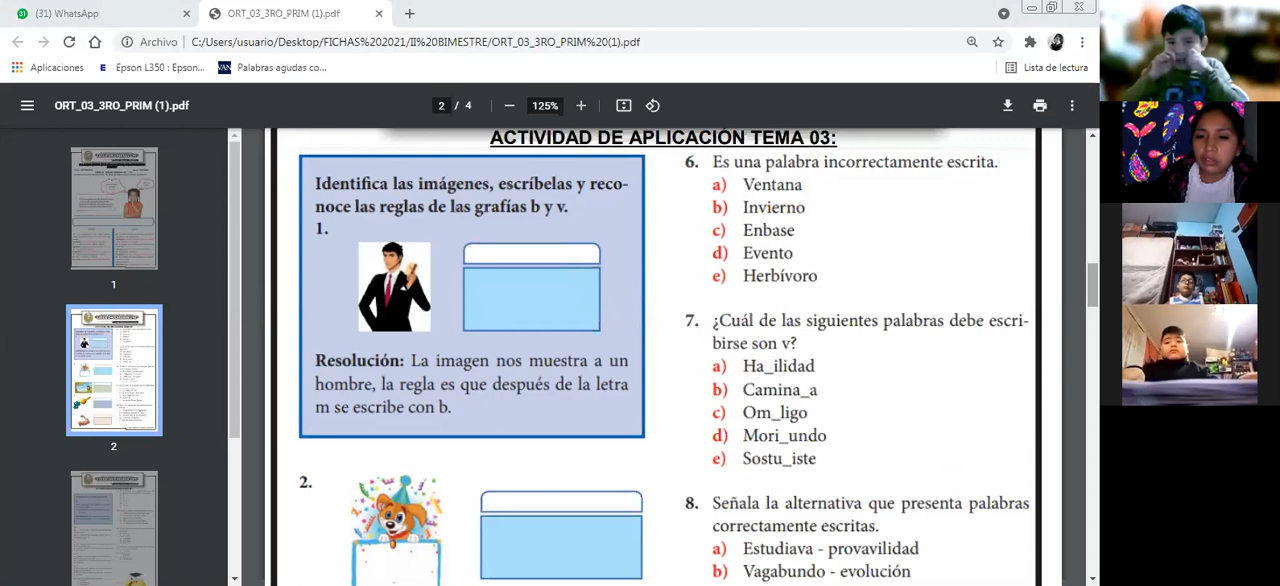 (31) WhatsApp
ORT_03_3RO_PRIM (1).pdf
Archivo
C:/Users/usuario/Desktop/FICHAS%202021/II%20BIMESTRE/ORT_03_3RO_PRIM%20(1).pdf
Aplicaciones
E Epson L350 : Epson...
Palabras agudas co...
Lista de lectura
ORT_03_3RO_PRIM (1).pdf
2 / 4
125%
1
2
ACTIVIDAD DE APLICACIÓN TEMA 03:
Identifica las imágenes, escríbelas y reco-
noce las reglas de las grafías b y v.
1.
Resolución: La imagen nos muestra a un
hombre, la regla es que después de la letra
m se escribe con b.
2.
6. Es una palabra incorrectamente escrita.
a) Ventana
b) Invierno
c) Enbase
d) Evento
e) Herbívoro
7. ¿Cuál de las siguientes palabras debe escri-
birse son v?
a) Ha_ilidad
b) Camina_a
c) Om_ligo
d) Mori_undo
e) Sostu_iste
8. Señala la alternativa que presenta palabras
correctamente escritas.
a) Estudiava - provavilidad
b) Vagabundo - evolución